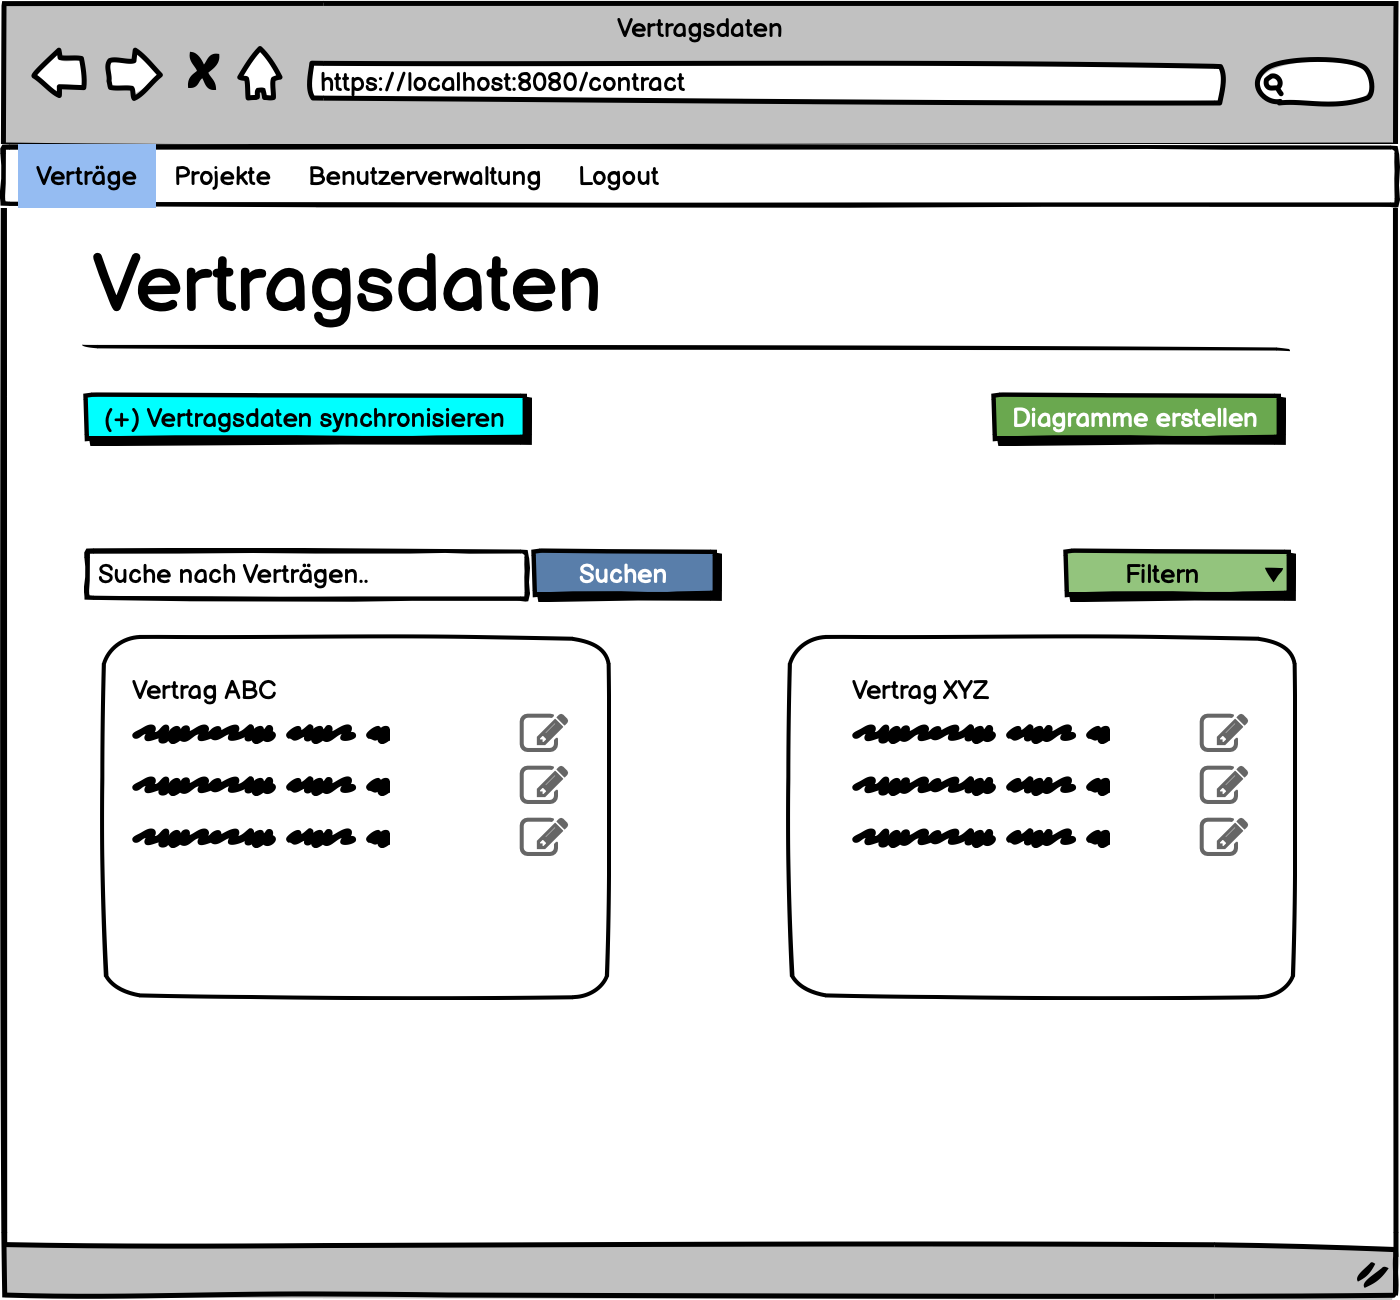 Vertragsdaten
https://localhost:8080/contract
Verträge Projekte Benutzerverwaltung Logout
Vertragsdaten
(+) Vertragsdaten synchronisieren Diagramme erstellen
Suche nach Verträgen.. Suchen Filtern
Vertrag ABC
Vertrag XYZ